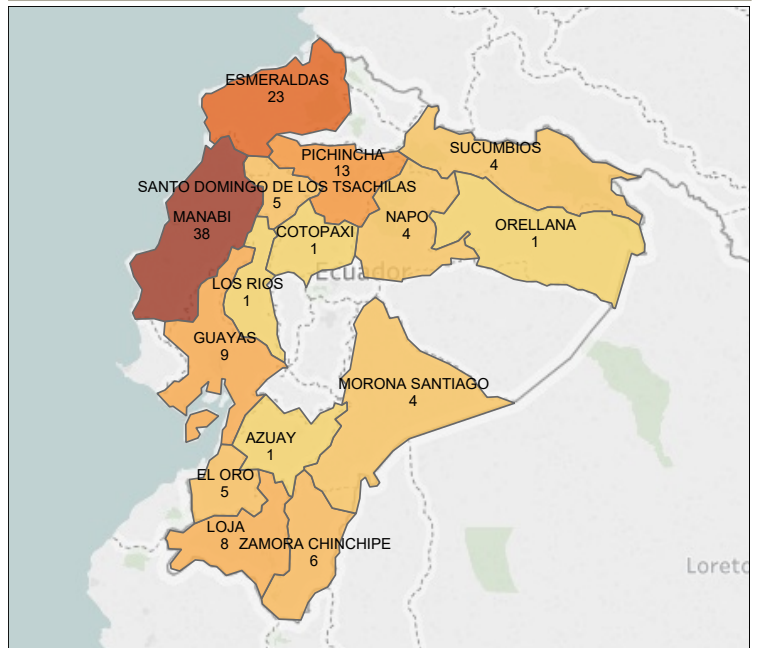 ESMERALDAS
23
PICHINCHA
13
SUCUMBIOS
4
SANTO DOMINGO DE LOS TSACHILAS
5
MANABI
38
NAPO
4
ORELLANA
1
COTOPAXI
1
Ecuador
LOS RIOS
1
GUAYAS
9
MORONA SANTIAGO
4
AZUAY
1
EL ORO
5
LOJA
8
ZAMORA CHINCHIPE
6
Loreto